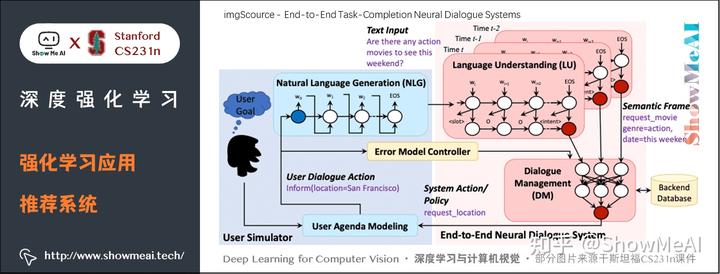 imgScource - End-to-End Task-Completion Neural Dialogue Systems
Show Me AI
X
Stanford
CS231n
深度强化学习
强化学习应用
推荐系统
http://www.showmeai.tech/
Text Input
Are there any action
movies to see this
weekend?
Time t-2
Time t-1
Time t
Language Understanding (LU)
EOS
EOS
EOS
<slot>
O
O
<intent>
Natural Language Generation (NLG)
User
Goal
EOS
Semantic Frame
request_movie
genre=action,
date=this weekend
ShowMeAI
Error Model Controller
User Dialogue Action
Inform(location=San Francisco)
System Action/
Policy
request_location
Dialogue
Management
(DM)
Backend
Database
User Agenda Modeling
User Simulator
End-to-End Neural Dialogue System
知乎 @ShowMeAI
Deep Learning for Computer Vision · 深度学习与计算机视觉 · 部分图片来源于斯坦福CS231n课件